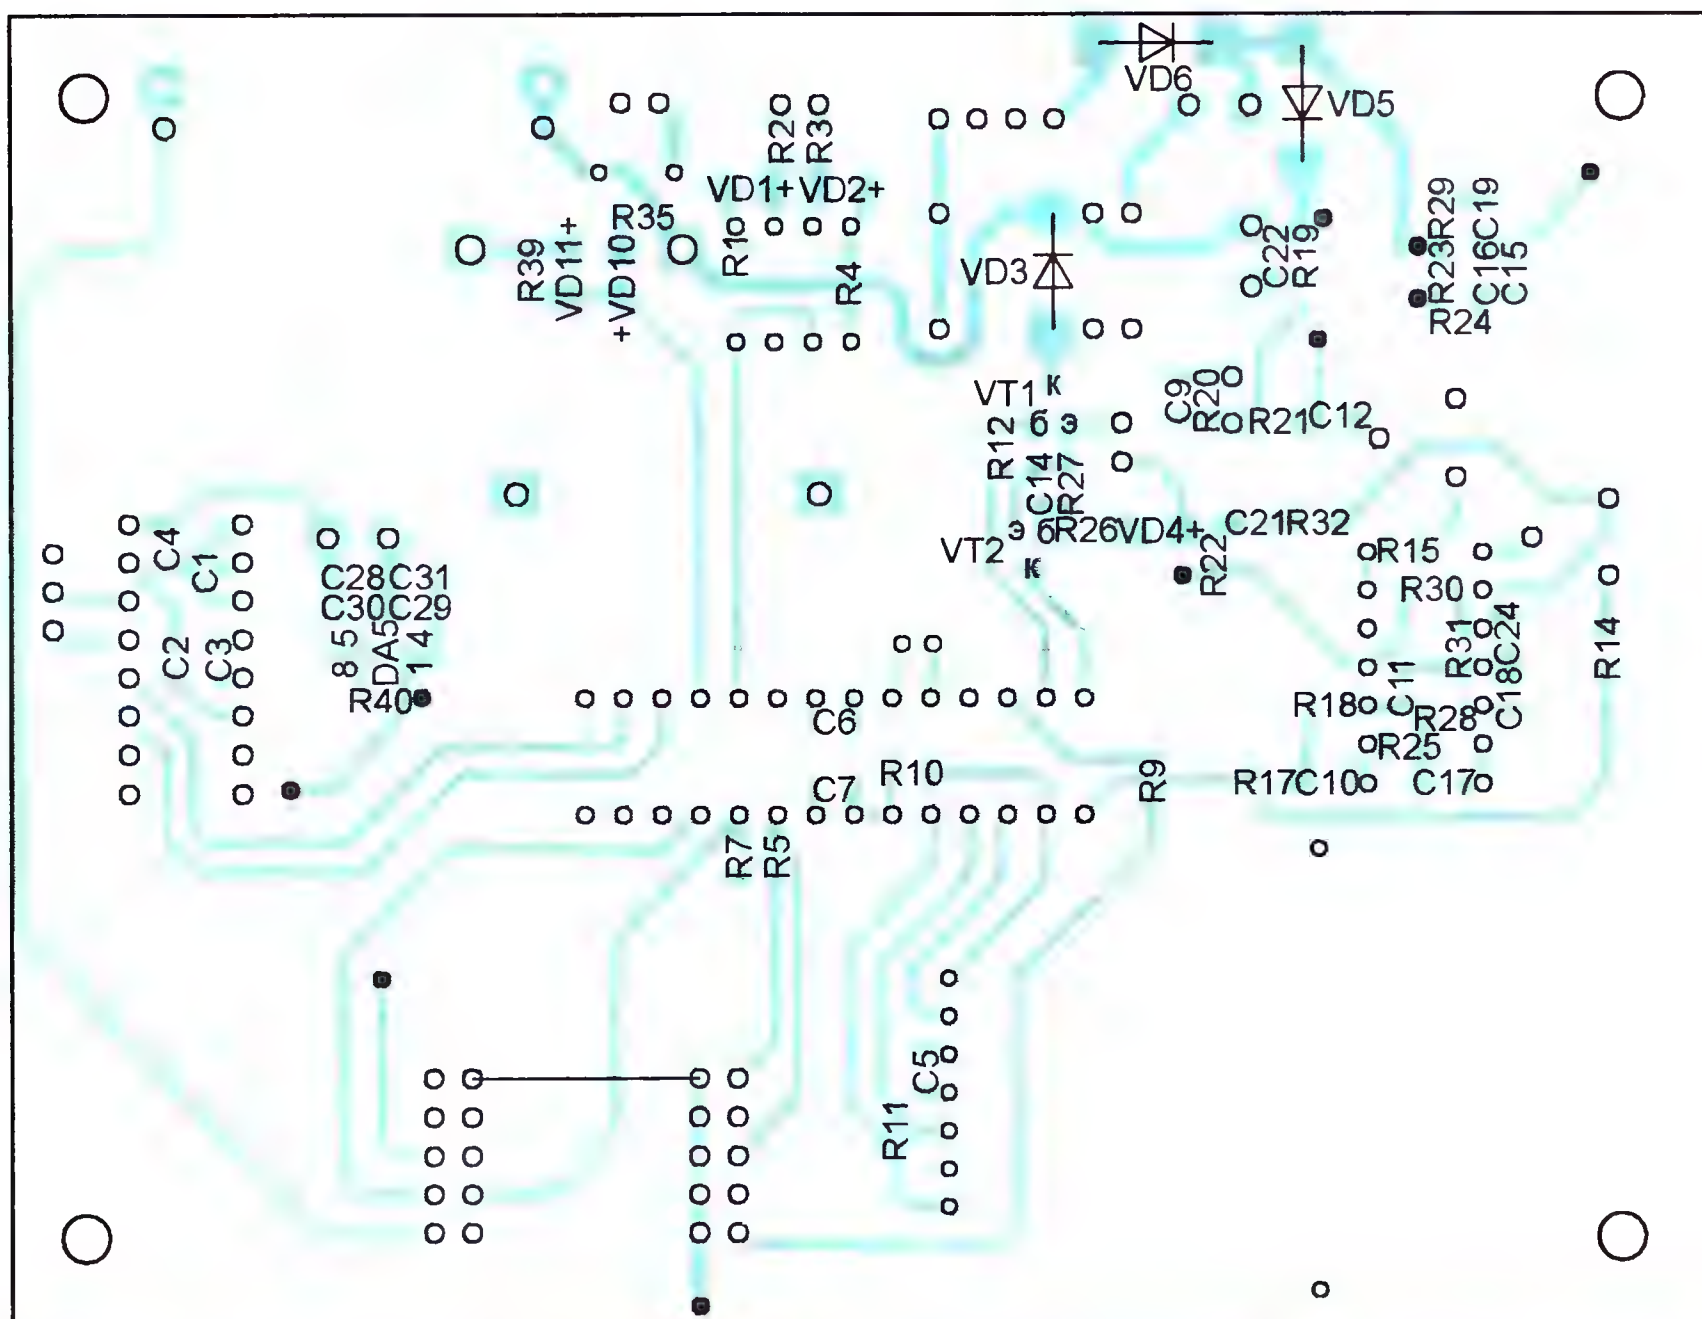 VD6
VD5
R2
R3
VD1+ VD2+
R35
R39
VD11+
+VD10
R1
R4
VD3
C22
R19
R23 R29
C16 C19
C15
R24
VT1 к
б э
R12
C14
R27
C9
R20
R21 C12
э б R26 VD4+ C21 R32
VT2
к
R22
R15
R30
R31
C24
C18
R14
C4
C1
C2
C3
C28 C31
C30 C29
8 5
DA5
1 4
R40
C6
R18
C11
R28
R25
R10
C7
R9
R17 C10
C17
R7
R5
C5
R11